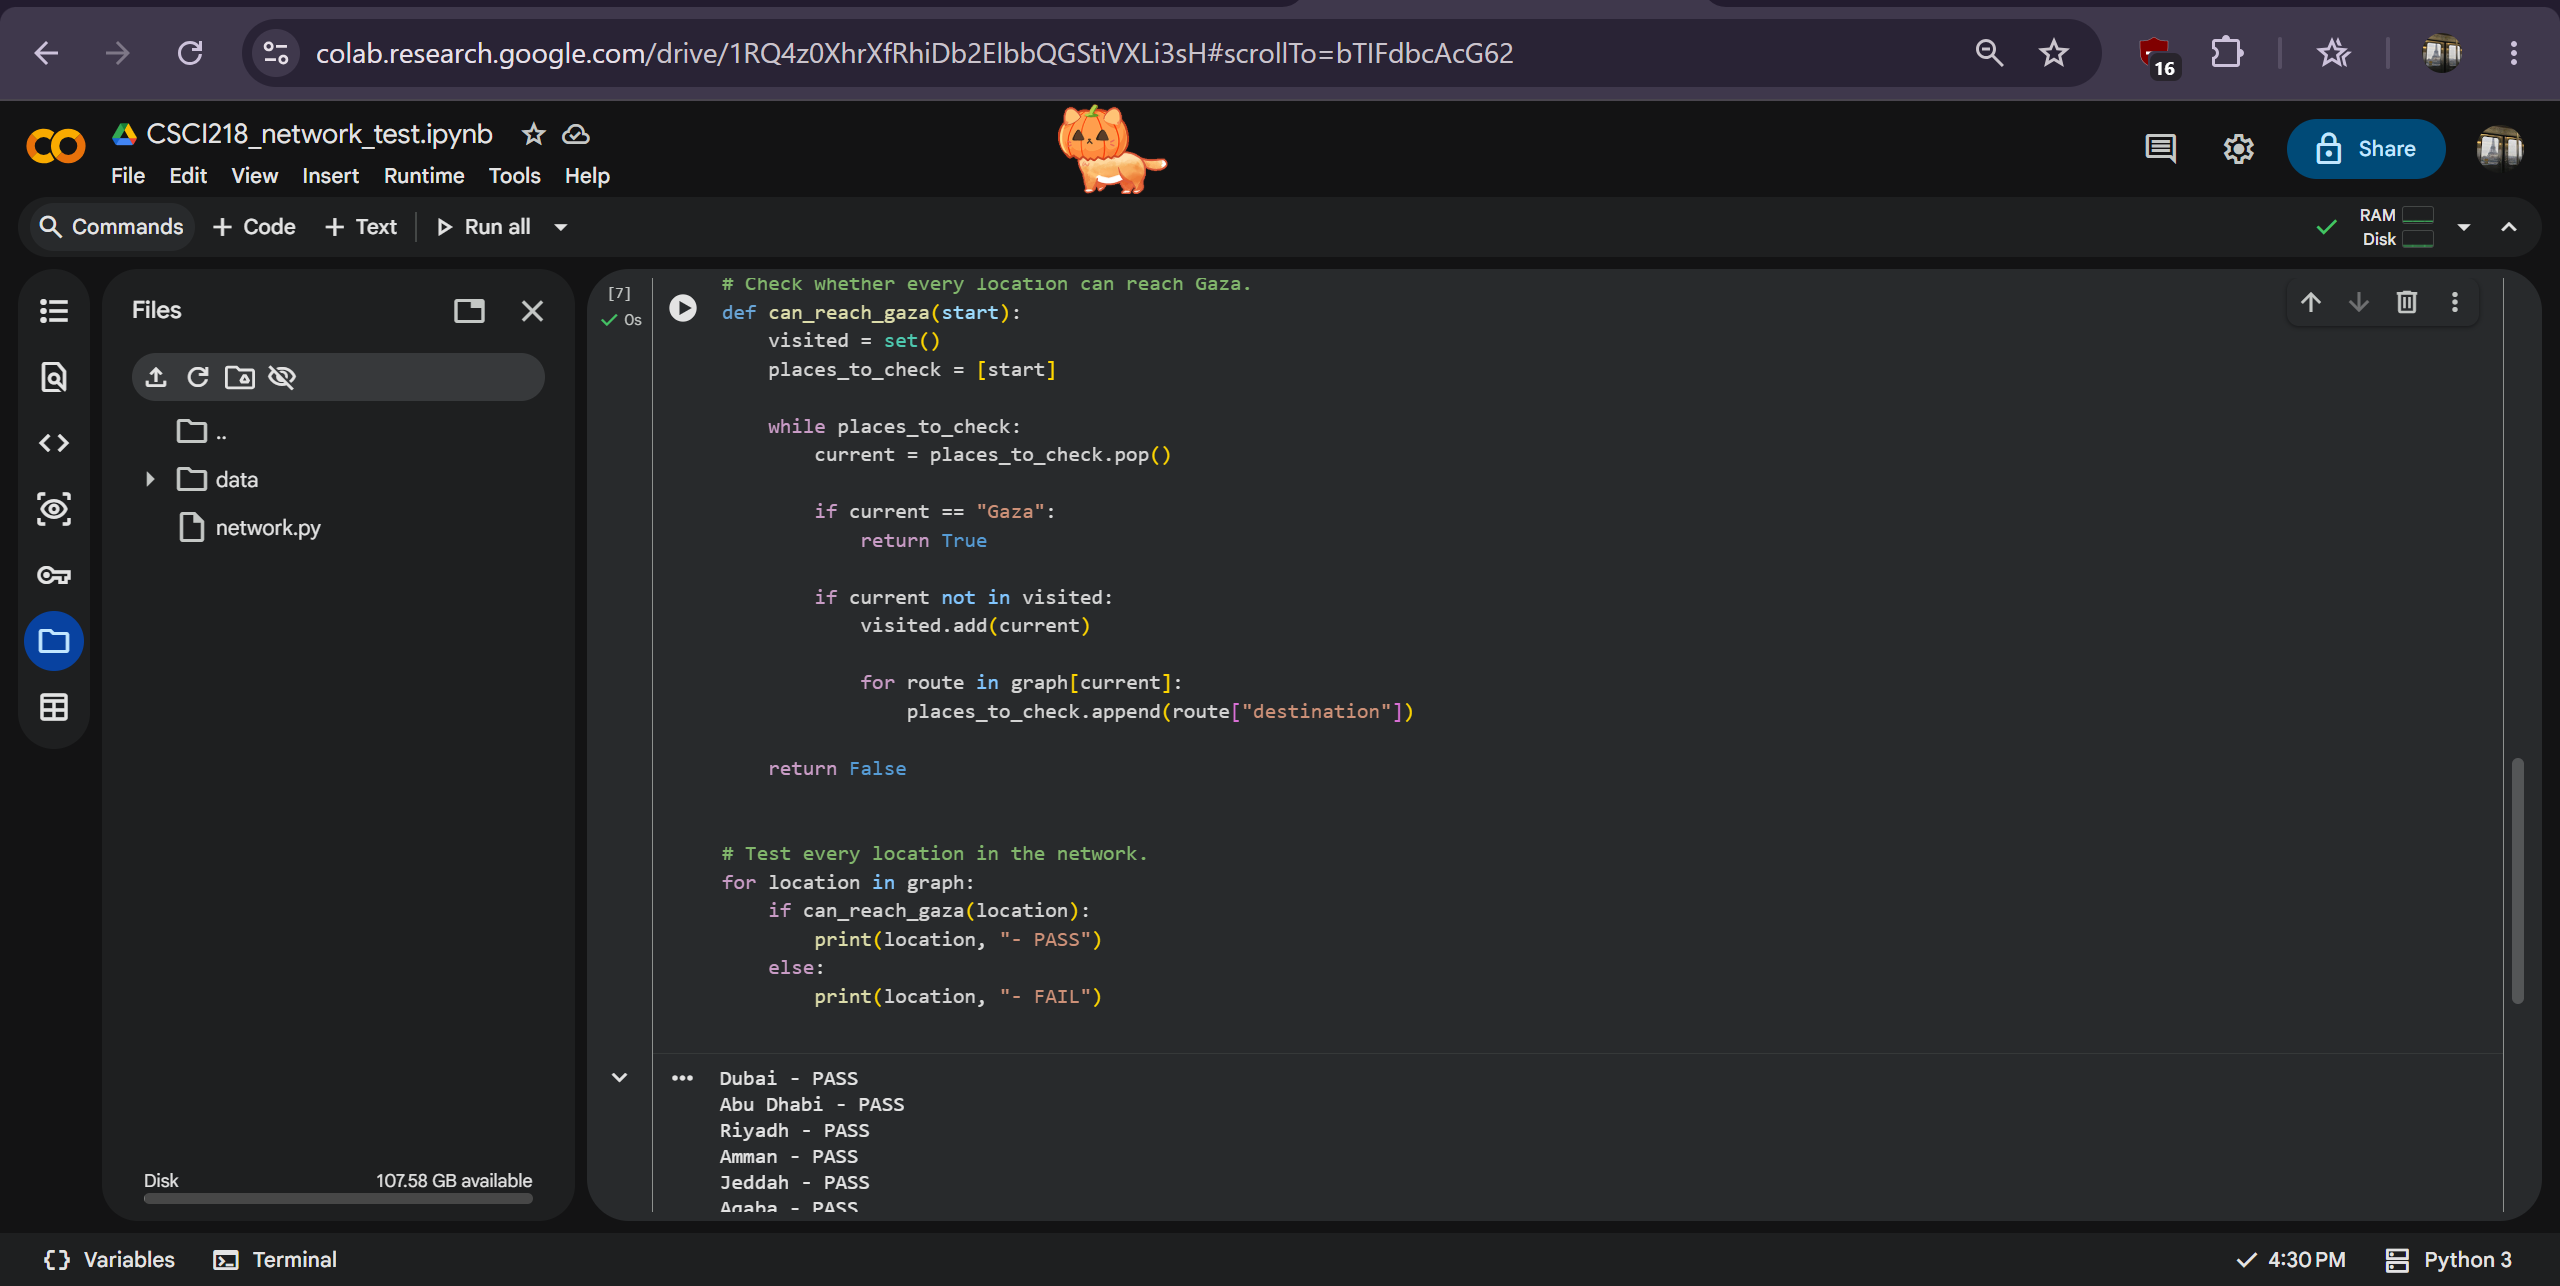 colab.research.google.com/drive/1RQ4z0XhrXfRhiDb2ElbbQGStiVXLi3sH#scrollTo=bTIFdbcAcG62
16
CSCI218_network_test.ipynb
File Edit View Insert Runtime Tools Help
Share
Commands + Code + Text Run all
RAM
Disk
Files
..
data
network.py
Disk 107.58 GB available
[7]
0s
# Check whether every location can reach Gaza.
def can_reach_gaza(start):
    visited = set()
    places_to_check = [start]
    while places_to_check:
        current = places_to_check.pop()
        if current == "Gaza":
            return True
        if current not in visited:
            visited.add(current)
            for route in graph[current]:
                places_to_check.append(route["destination"])
    return False
# Test every location in the network.
for location in graph:
    if can_reach_gaza(location):
        print(location, "- PASS")
    else:
        print(location, "- FAIL")
Dubai - PASS
Abu Dhabi - PASS
Riyadh - PASS
Amman - PASS
Jeddah - PASS
Aqaba - PASS
{} Variables Terminal
4:30 PM Python 3